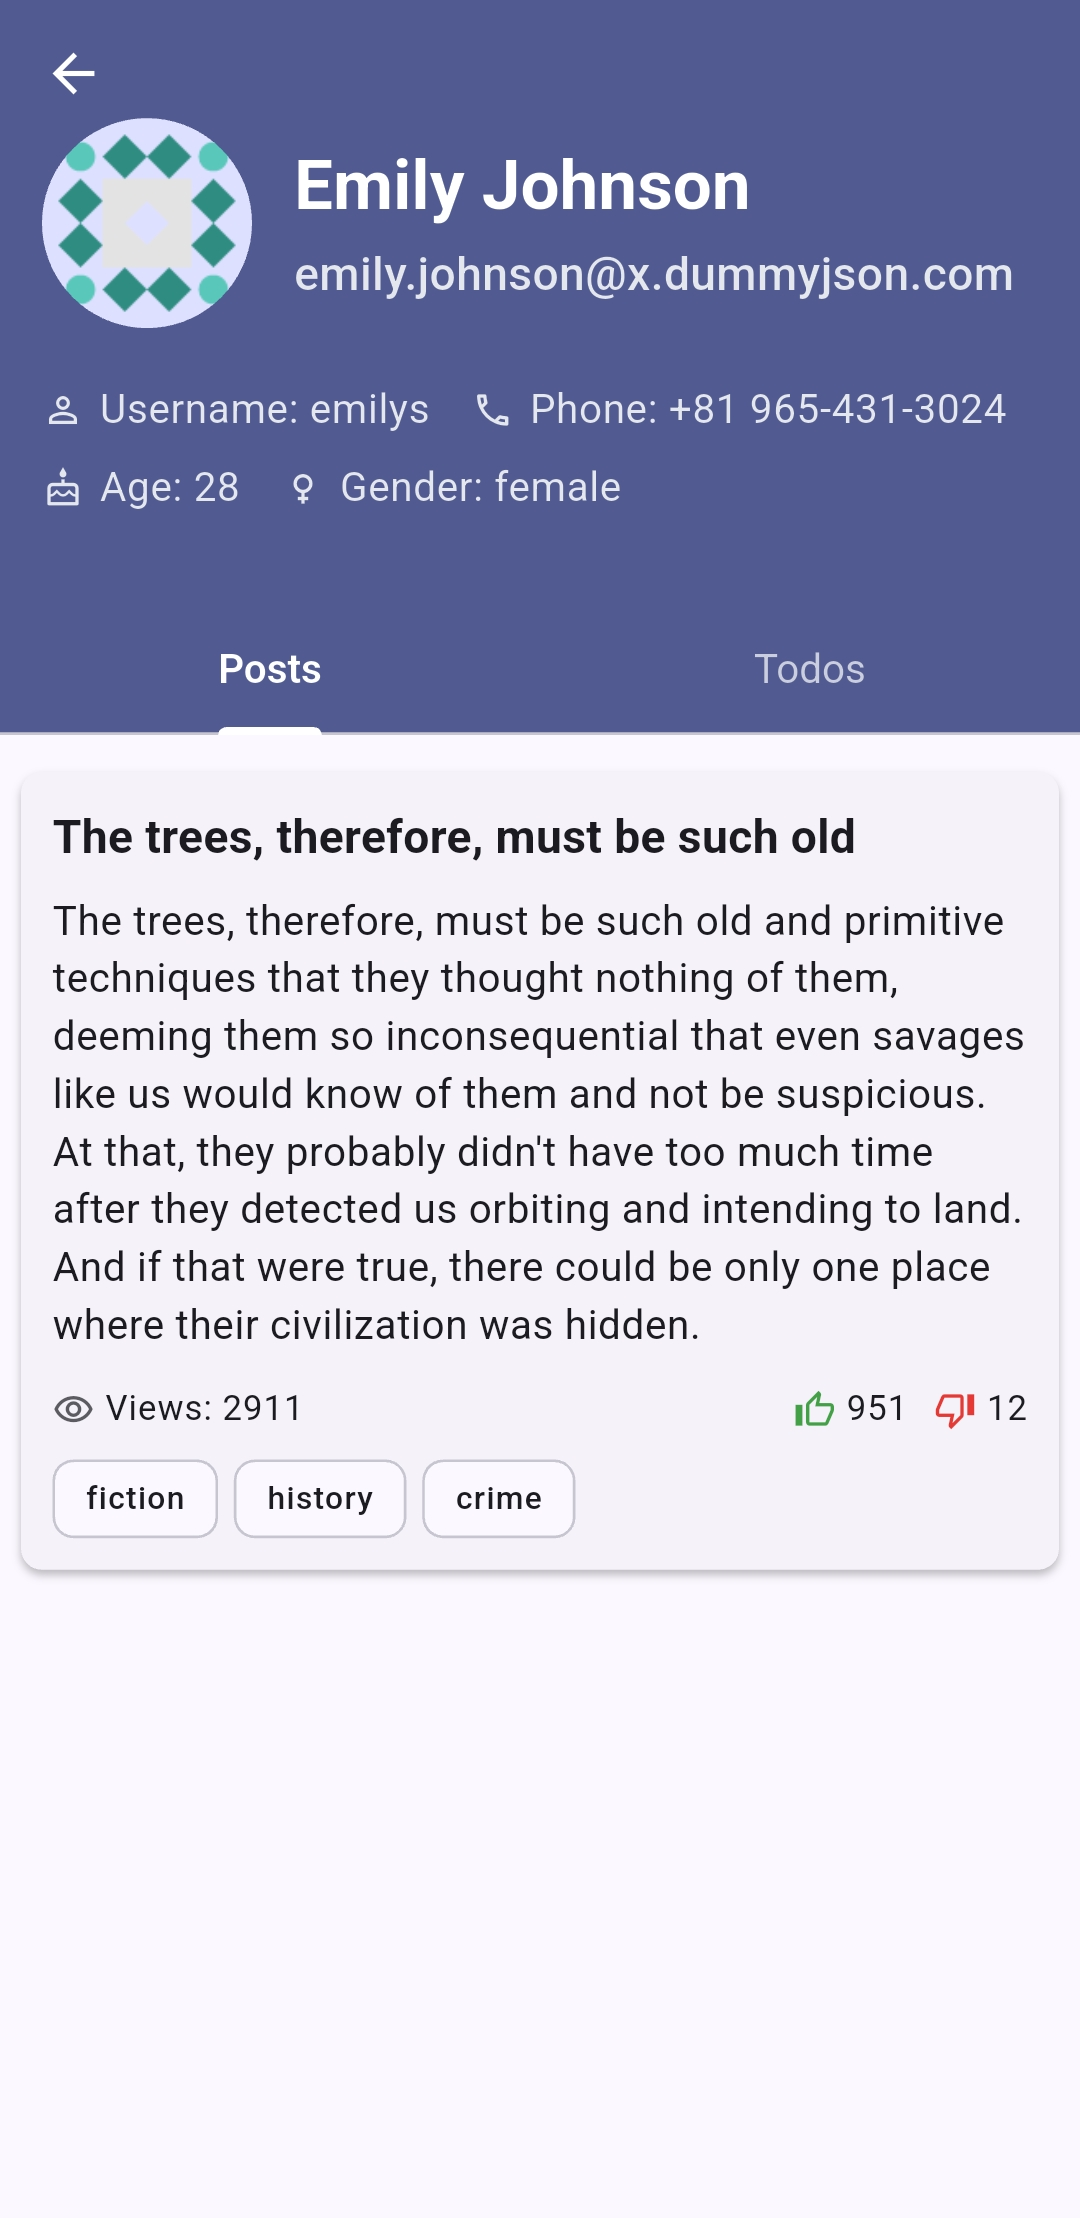 Emily Johnson
emily.johnson@x.dummyjson.com
Username: emilys Phone: +81 965-431-3024
Age: 28 Gender: female
Posts Todos
The trees, therefore, must be such old
The trees, therefore, must be such old and primitive
techniques that they thought nothing of them,
deeming them so inconsequential that even savages
like us would know of them and not be suspicious.
At that, they probably didn't have too much time
after they detected us orbiting and intending to land.
And if that were true, there could be only one place
where their civilization was hidden.
Views: 2911 951 12
fiction history crime